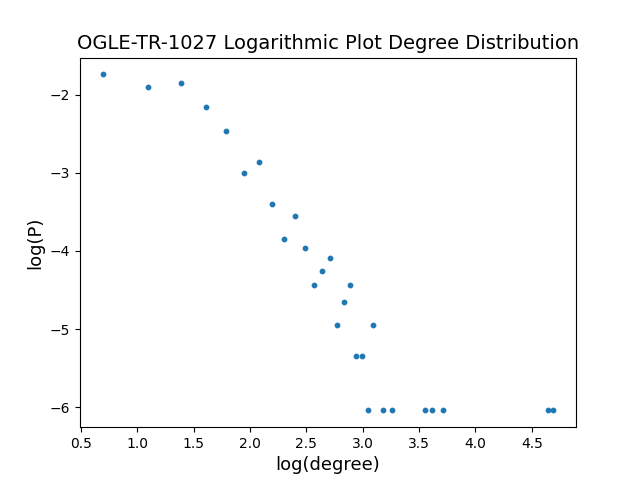 OGLE-TR-1027 Logarithmic Plot Degree Distribution
−2
−3
−4
−5
−6
log(P)
0.5 1.0 1.5 2.0 2.5 3.0 3.5 4.0 4.5
log(degree)